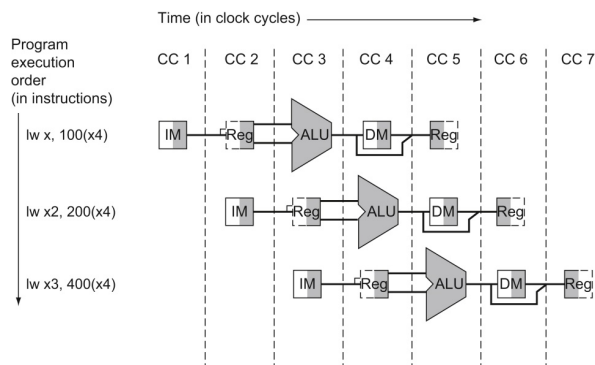 Time (in clock cycles)
Program
execution
order
(in instructions)
CC 1 CC 2 CC 3 CC 4 CC 5 CC 6 CC 7
lw x, 100(x4)
IM Reg ALU DM Reg
lw x2, 200(x4)
IM Reg ALU DM Reg
lw x3, 400(x4)
IM Reg ALU DM Reg